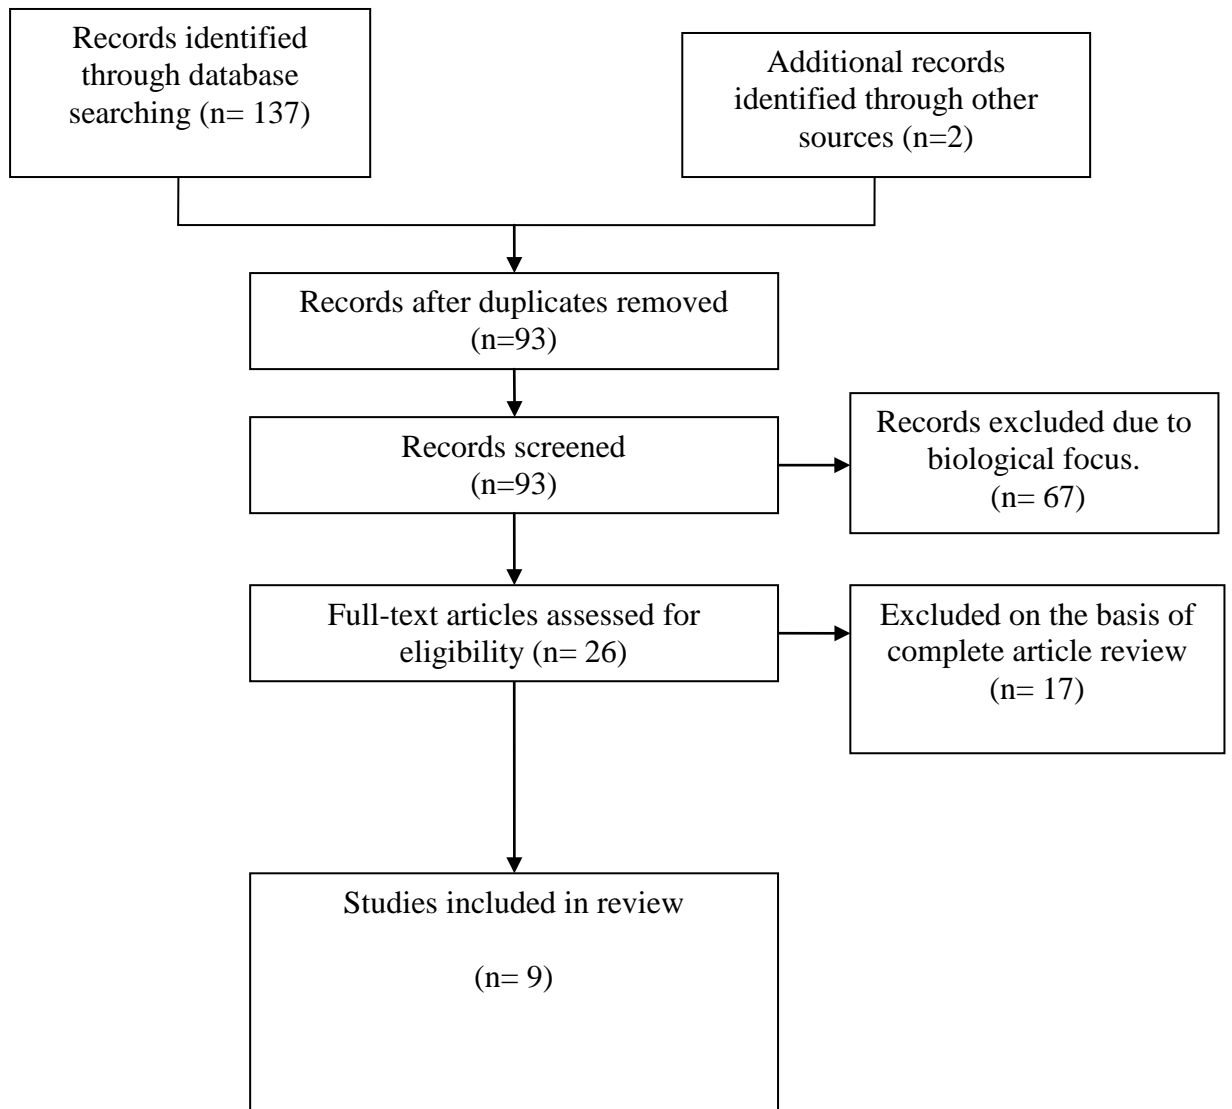 Records identified
through database
searching (n= 137)
Additional records
identified through other
sources (n=2)
Records after duplicates removed
(n=93)
Records screened
(n=93)
Records excluded due to
biological focus.
(n= 67)
Full-text articles assessed for
eligibility (n= 26)
Excluded on the basis of
complete article review
(n= 17)
Studies included in review
(n= 9)